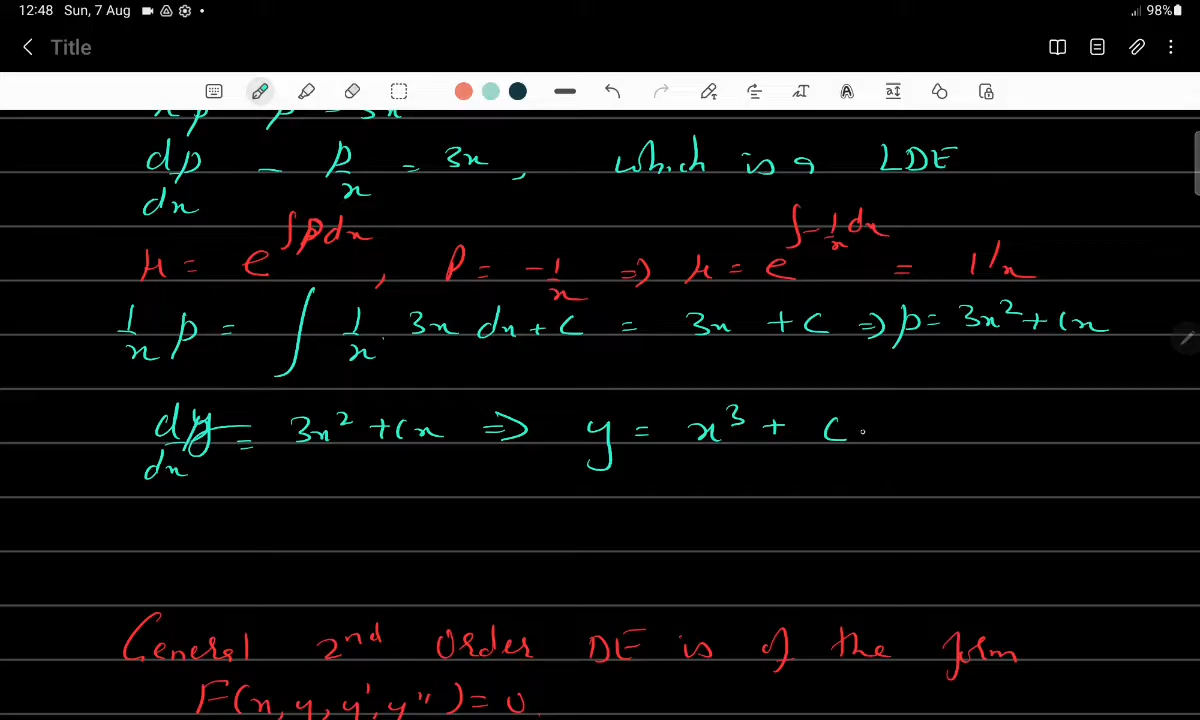 12:48 Sun, 7 Aug 98%
Title
dp/dx - p/x = 3x, which is a LDE
μ = e^∫pdx, P = -1/x ⇒ μ = e^∫-1/x dx = 1/x
1/x p = ∫ 1/x. 3x dx + C = 3x + C ⇒ p = 3x² + Cx
dy/dx = 3x² + Cx ⇒ y = x³ + C
General 2nd Order DE is of the form
F(x, y, y', y'') = 0.